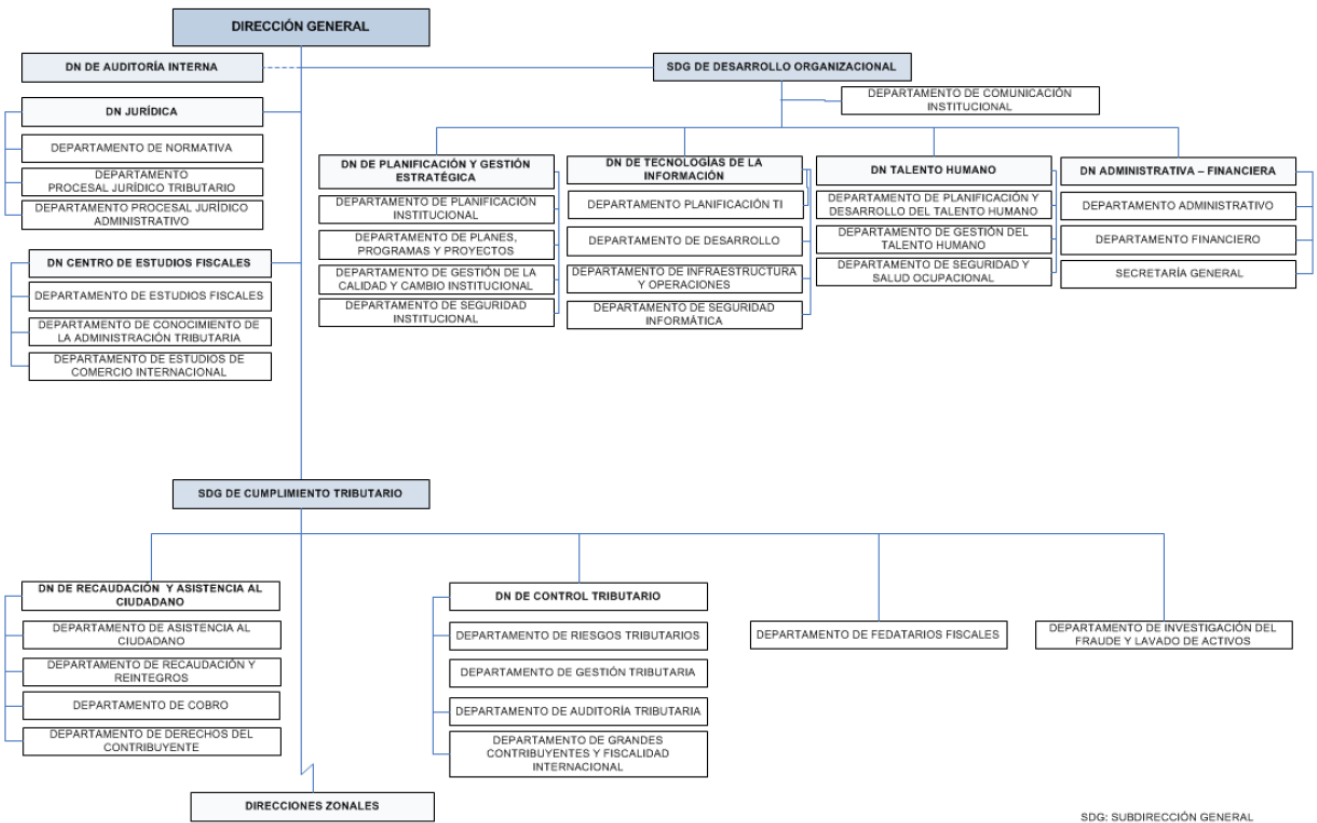 DIRECCIÓN GENERAL
DN DE AUDITORÍA INTERNA
SDG DE DESARROLLO ORGANIZACIONAL
DEPARTAMENTO DE COMUNICACIÓN
INSTITUCIONAL
DN JURÍDICA
DEPARTAMENTO DE NORMATIVA
DEPARTAMENTO
PROCESAL JURÍDICO TRIBUTARIO
DEPARTAMENTO PROCESAL JURÍDICO
ADMINISTRATIVO
DN CENTRO DE ESTUDIOS FISCALES
DEPARTAMENTO DE ESTUDIOS FISCALES
DEPARTAMENTO DE CONOCIMIENTO DE
LA ADMINISTRACIÓN TRIBUTARIA
DEPARTAMENTO DE ESTUDIOS DE
COMERCIO INTERNACIONAL
DN DE PLANIFICACIÓN Y GESTIÓN
ESTRATÉGICA
DEPARTAMENTO DE PLANIFICACIÓN
INSTITUCIONAL
DEPARTAMENTO DE PLANES,
PROGRAMAS Y PROYECTOS
DEPARTAMENTO DE GESTIÓN DE LA
CALIDAD Y CAMBIO INSTITUCIONAL
DEPARTAMENTO DE SEGURIDAD
INSTITUCIONAL
DN DE TECNOLOGÍAS DE LA
INFORMACIÓN
DEPARTAMENTO PLANIFICACIÓN TI
DEPARTAMENTO DE DESARROLLO
DEPARTAMENTO DE INFRAESTRUCTURA
Y OPERACIONES
DEPARTAMENTO DE SEGURIDAD
INFORMÁTICA
DN TALENTO HUMANO
DEPARTAMENTO DE PLANIFICACIÓN Y
DESARROLLO DEL TALENTO HUMANO
DEPARTAMENTO DE GESTIÓN DEL
TALENTO HUMANO
DEPARTAMENTO DE SEGURIDAD Y
SALUD OCUPACIONAL
DN ADMINISTRATIVA – FINANCIERA
DEPARTAMENTO ADMINISTRATIVO
DEPARTAMENTO FINANCIERO
SECRETARÍA GENERAL
SDG DE CUMPLIMIENTO TRIBUTARIO
DN DE RECAUDACIÓN Y ASISTENCIA AL
CIUDADANO
DEPARTAMENTO DE ASISTENCIA AL
CIUDADANO
DEPARTAMENTO DE RECAUDACIÓN Y
REINTEGROS
DEPARTAMENTO DE COBRO
DEPARTAMENTO DE DERECHOS DEL
CONTRIBUYENTE
DN DE CONTROL TRIBUTARIO
DEPARTAMENTO DE RIESGOS TRIBUTARIOS
DEPARTAMENTO DE GESTIÓN TRIBUTARIA
DEPARTAMENTO DE AUDITORÍA TRIBUTARIA
DEPARTAMENTO DE GRANDES
CONTRIBUYENTES Y FISCALIDAD
INTERNACIONAL
DEPARTAMENTO DE FEDATARIOS FISCALES
DEPARTAMENTO DE INVESTIGACIÓN DEL
FRAUDE Y LAVADO DE ACTIVOS
DIRECCIONES ZONALES
SDG: SUBDIRECCIÓN GENERAL